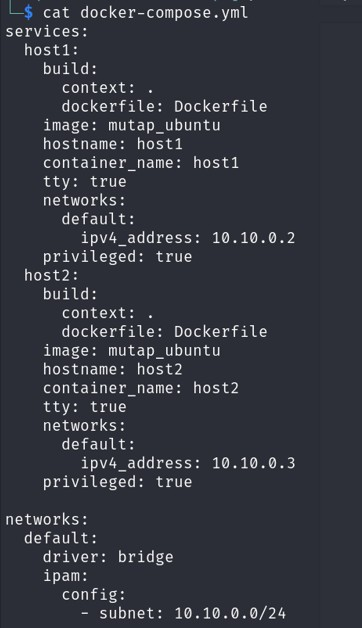 └─$ cat docker-compose.yml
services:
  host1:
    build:
      context: .
      dockerfile: Dockerfile
    image: mutap_ubuntu
    hostname: host1
    container_name: host1
    tty: true
    networks:
      default:
        ipv4_address: 10.10.0.2
    privileged: true
  host2:
    build:
      context: .
      dockerfile: Dockerfile
    image: mutap_ubuntu
    hostname: host2
    container_name: host2
    tty: true
    networks:
      default:
        ipv4_address: 10.10.0.3
    privileged: true

networks:
  default:
    driver: bridge
    ipam:
      config:
        - subnet: 10.10.0.0/24